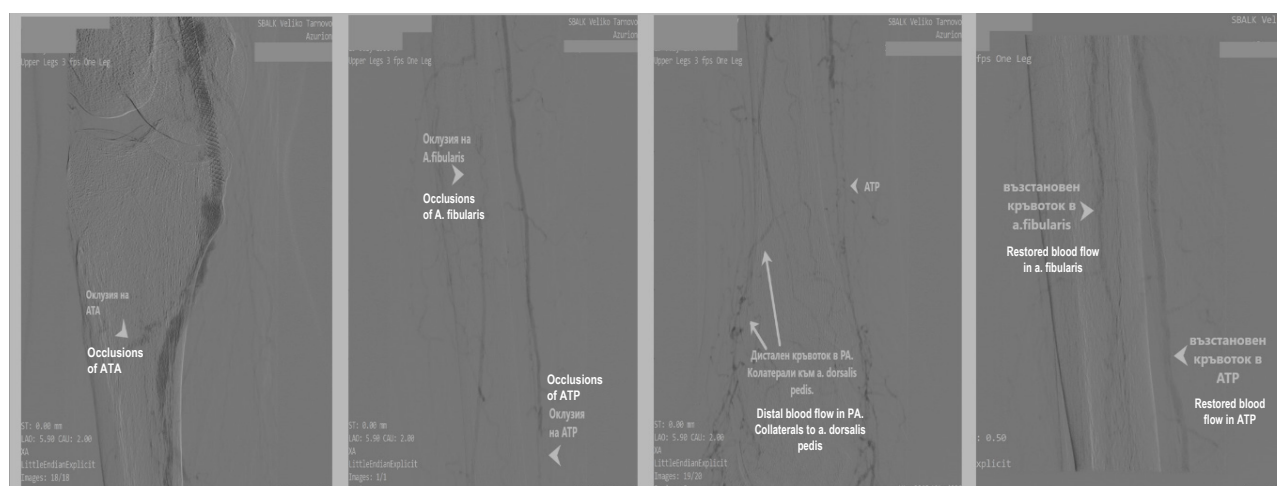 SBALK Veliko Tarnovo
Azurion
Upper Legs 3 fps One Leg
Оклузия на
АТА
Occlusions
of ATA
ST: 0.00 mm
LAO: 5.90 CAU: 2.00
XA
LittleEndianExplicit
Images: 18/18
SBALK Veliko Tarnovo
Azurion
Upper Legs 3 fps One Leg
Оклузия на
A.fibularis
Occlusions
of A. fibularis
Occlusions
of ATP
Оклузия
на АТР
ST: 0.00 mm
LAO: 5.90 CAU: 2.00
XA
LittleEndianExplicit
Images: 1/1
SBALK Veliko Tarnovo
Azurion
Upper Legs 3 fps One Leg
ATP
Дистален кръвоток в РА.
Колатерали към a. dorsalis
pedis.
Distal blood flow in PA.
Collaterals to a. dorsalis
pedis
ST: 0.00 mm
LAO: 5.90 CAU: 2.00
XA
LittleEndianExplicit
Images: 19/20
SBALK Vel
fps One Leg
възстановен
кръвоток в
a.fibularis
Restored blood flow
in a. fibularis
възстановен
кръвоток в
АТР
Restored blood
flow in ATP
: 0.50
xplicit